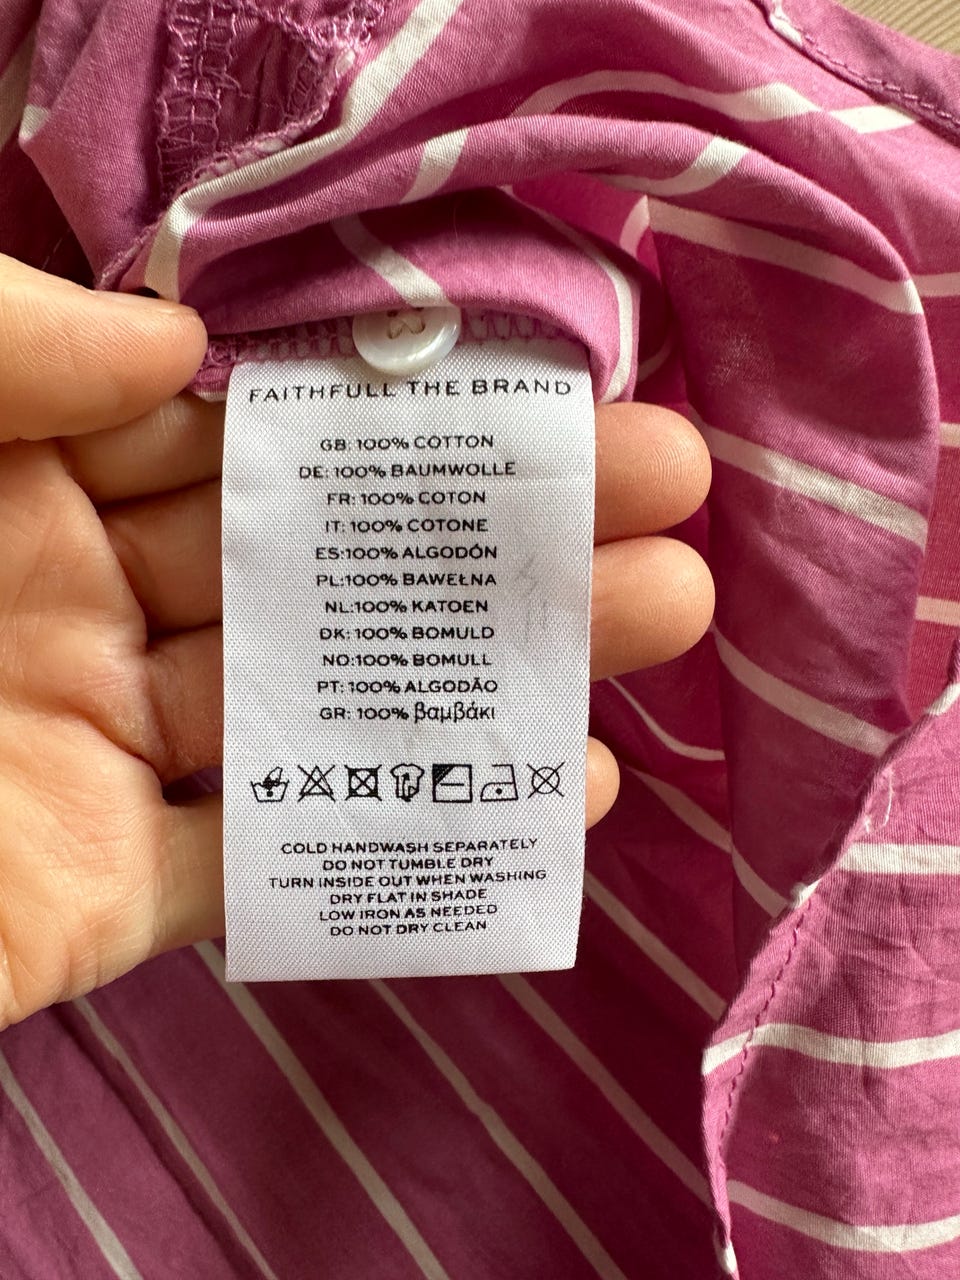 FAITHFULL THE BRAND
GB: 100% COTTON
DE: 100% BAUMWOLLE
FR: 100% COTON
IT: 100% COTONE
ES:100% ALGODÓN
PL:100% BAWEŁNA
NL:100% KATOEN
DK: 100% BOMULD
NO:100% BOMULL
PT: 100% ALGODÃO
GR: 100% βαμβάκι
COLD HANDWASH SEPARATELY
DO NOT TUMBLE DRY
TURN INSIDE OUT WHEN WASHING
DRY FLAT IN SHADE
LOW IRON AS NEEDED
DO NOT DRY CLEAN